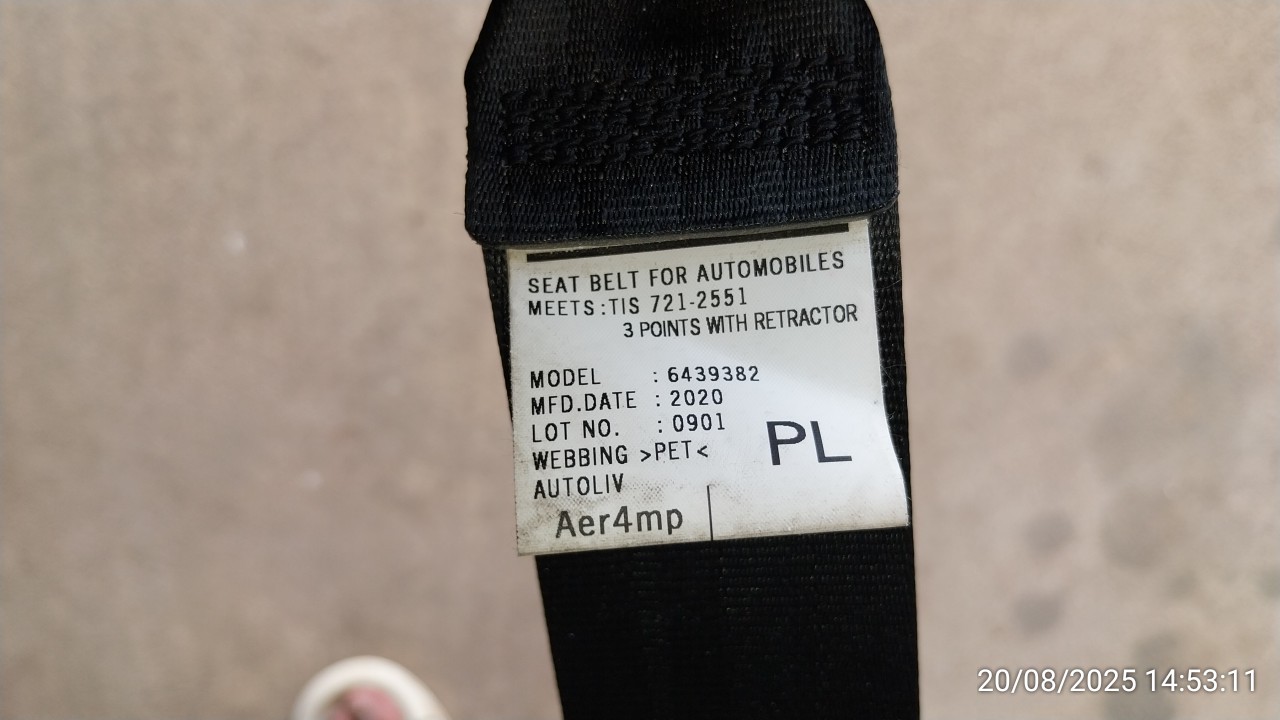 SEAT BELT FOR AUTOMOBILES
MEETS:TIS 721-2551
3 POINTS WITH RETRACTOR
MODEL : 6439382
MFD.DATE : 2020
LOT NO. : 0901
WEBBING >PET<
PL
AUTOLIV
Aer4mp
20/08/2025 14:53:11